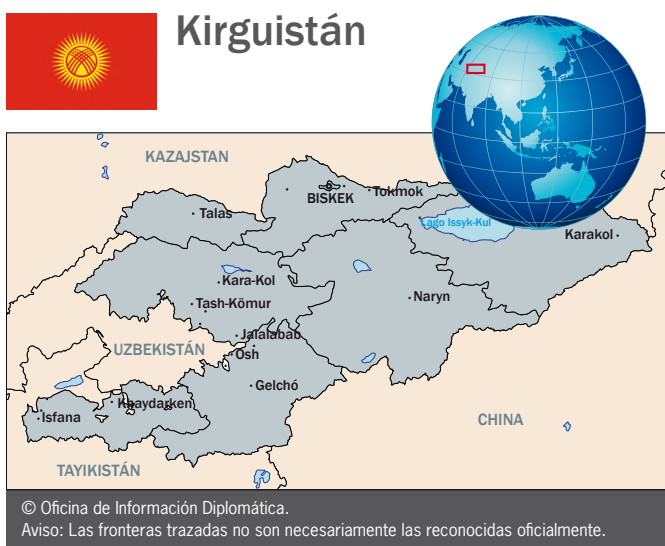 Kirguistán
KAZAJSTAN
BISKEK
Tokmok
Talas
Lago Issyk-Kul
Karakol
Kara-Kol
Naryn
Tash-Kömur
Jalalabab
UZBEKISTÁN
Osh
Gelchó
Khaydarken
Isfana
CHINA
TAYIKISTÁN
© Oficina de Información Diplomática.
Aviso: Las fronteras trazadas no son necesariamente las reconocidas oficialmente.